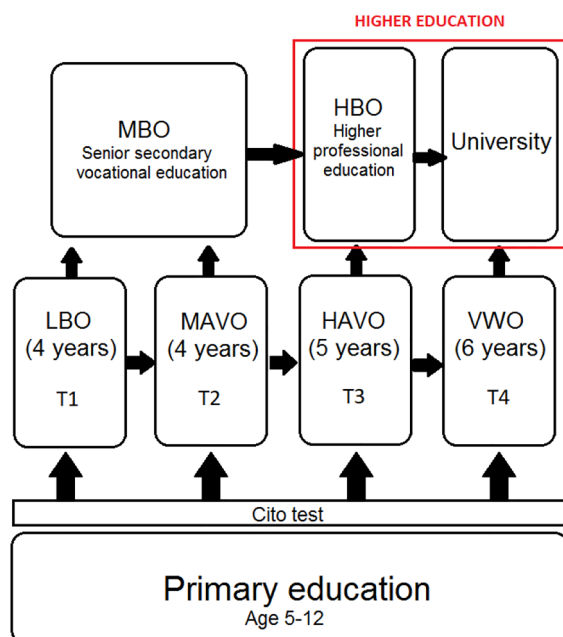 HIGHER EDUCATION
MBO
Senior secondary
vocational education
HBO
Higher
professional
education
University
LBO
(4 years)
T1
MAVO
(4 years)
T2
HAVO
(5 years)
T3
VWO
(6 years)
T4
Cito test
Primary education
Age 5-12